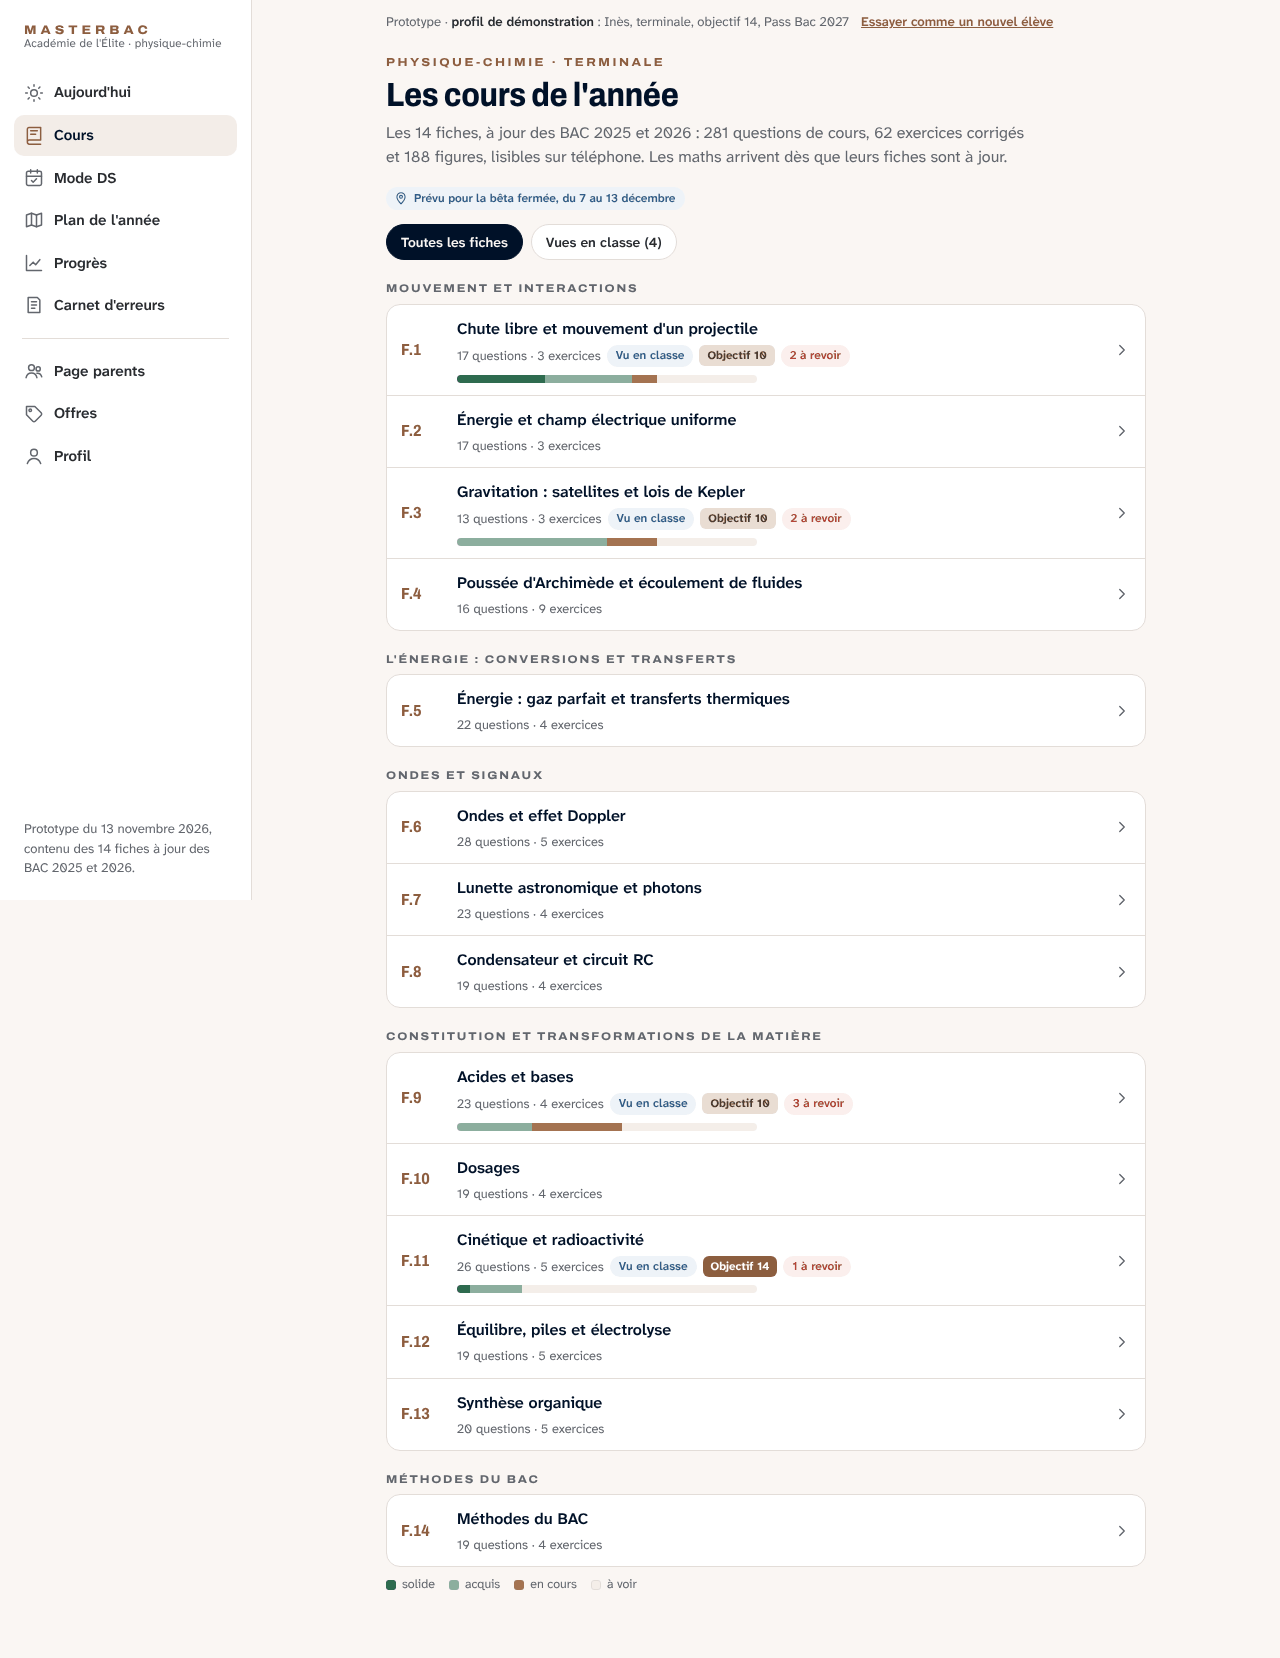 MASTERBAC
Académie de l'Élite · physique-chimie
Aujourd'hui
Cours
Mode DS
Plan de l'année
Progrès
Carnet d'erreurs
Page parents
Offres
Profil
Prototype du 13 novembre 2026,
contenu des 14 fiches à jour des
BAC 2025 et 2026.
Prototype · profil de démonstration : Inès, terminale, objectif 14, Pass Bac 2027 Essayer comme un nouvel élève
PHYSIQUE-CHIMIE · TERMINALE
Les cours de l'année
Les 14 fiches, à jour des BAC 2025 et 2026 : 281 questions de cours, 62 exercices corrigés
et 188 figures, lisibles sur téléphone. Les maths arrivent dès que leurs fiches sont à jour.
Prévu pour la bêta fermée, du 7 au 13 décembre
Toutes les fiches Vues en classe (4)
MOUVEMENT ET INTERACTIONS
F.1
Chute libre et mouvement d'un projectile
17 questions · 3 exercices Vu en classe Objectif 10 2 à revoir
F.2
Énergie et champ électrique uniforme
17 questions · 3 exercices
F.3
Gravitation : satellites et lois de Kepler
13 questions · 3 exercices Vu en classe Objectif 10 2 à revoir
F.4
Poussée d'Archimède et écoulement de fluides
16 questions · 9 exercices
L'ÉNERGIE : CONVERSIONS ET TRANSFERTS
F.5
Énergie : gaz parfait et transferts thermiques
22 questions · 4 exercices
ONDES ET SIGNAUX
F.6
Ondes et effet Doppler
28 questions · 5 exercices
F.7
Lunette astronomique et photons
23 questions · 4 exercices
F.8
Condensateur et circuit RC
19 questions · 4 exercices
CONSTITUTION ET TRANSFORMATIONS DE LA MATIÈRE
F.9
Acides et bases
23 questions · 4 exercices Vu en classe Objectif 10 3 à revoir
F.10
Dosages
19 questions · 4 exercices
F.11
Cinétique et radioactivité
26 questions · 5 exercices Vu en classe Objectif 14 1 à revoir
F.12
Équilibre, piles et électrolyse
19 questions · 5 exercices
F.13
Synthèse organique
20 questions · 5 exercices
MÉTHODES DU BAC
F.14
Méthodes du BAC
19 questions · 4 exercices
solide acquis en cours à voir